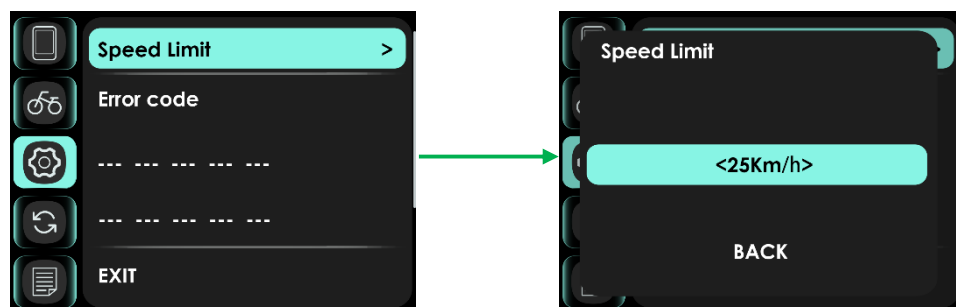 Speed Limit >
Error code
--- --- --- --- ---
--- --- --- --- ---
EXIT
Speed Limit
<25Km/h>
BACK